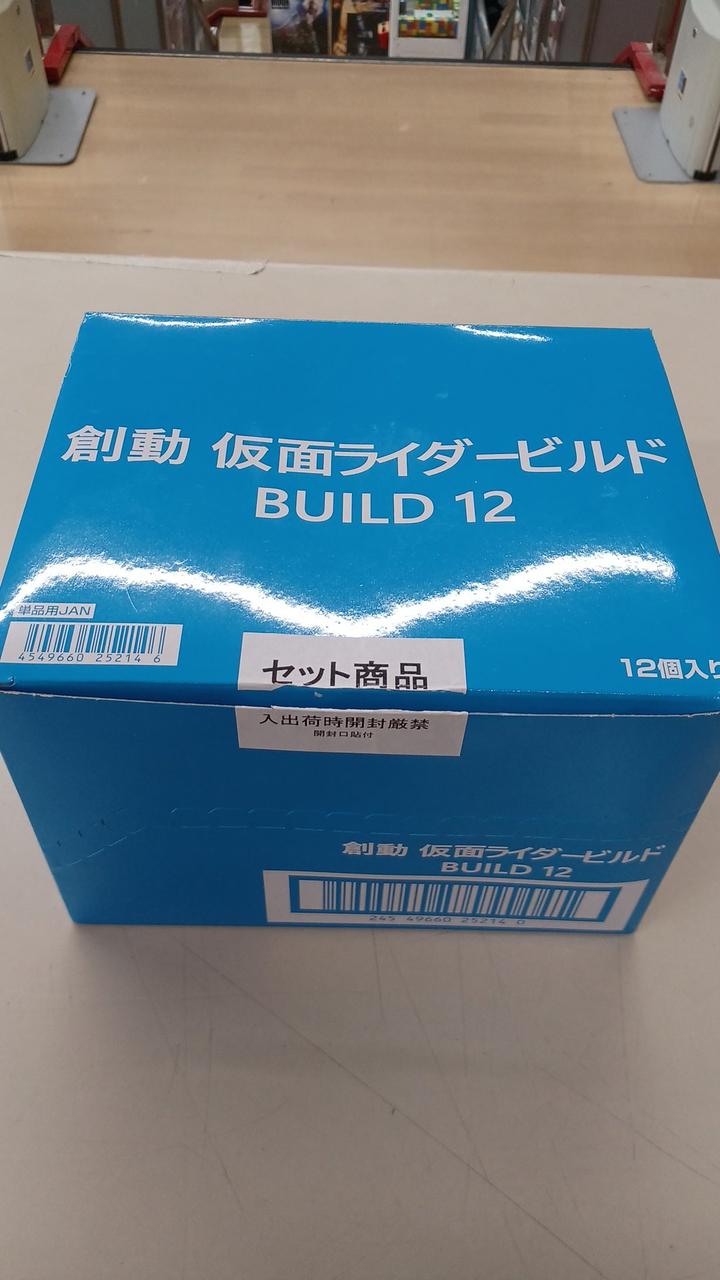 創動 仮面ライダービルド
BUILD 12
単品用JAN
4549660 25214 6
セット商品
12個入り
入出荷時開封厳禁
開封口貼付
創動 仮面ライダービルド
BUILD 12
245 49660 25214 0